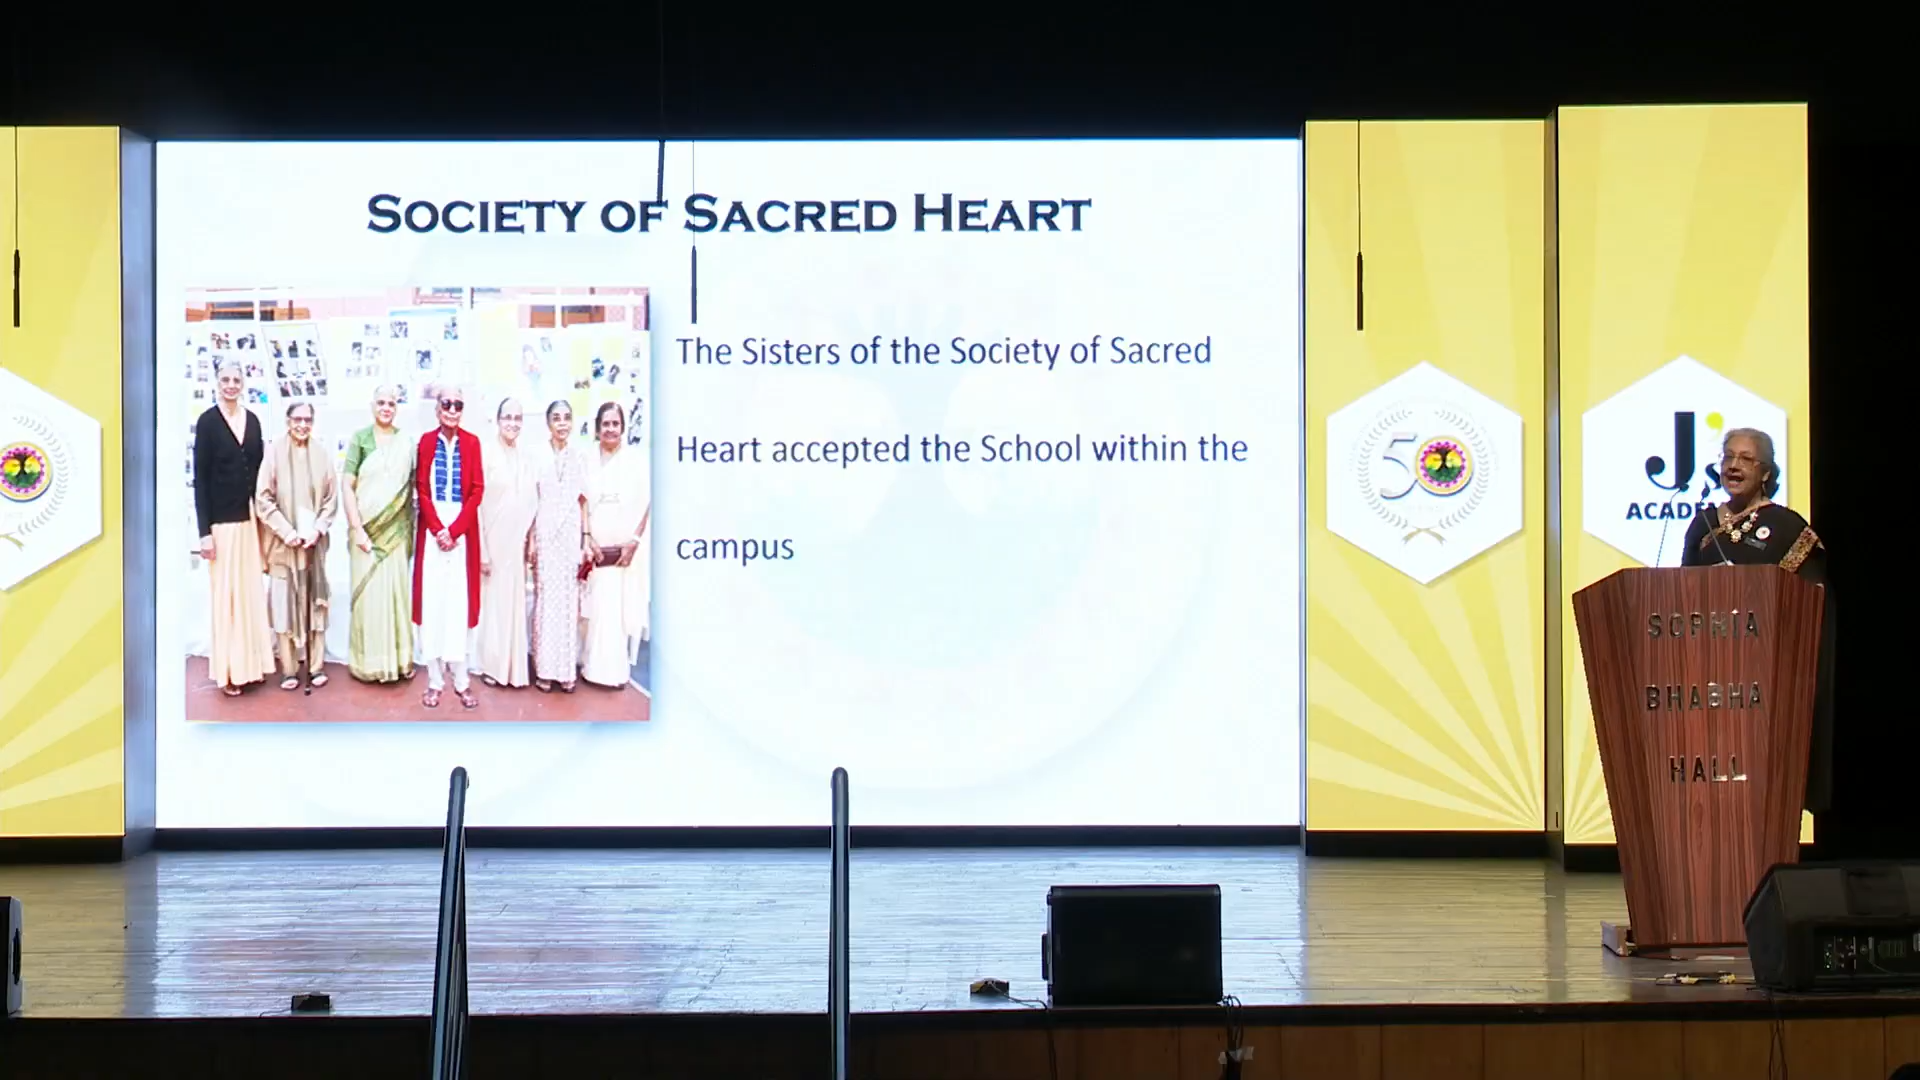 SOCIETY OF SACRED HEART
The Sisters of the Society of Sacred
Heart accepted the School within the
campus
50
J's
SOPHIA
BHABHA
HALL